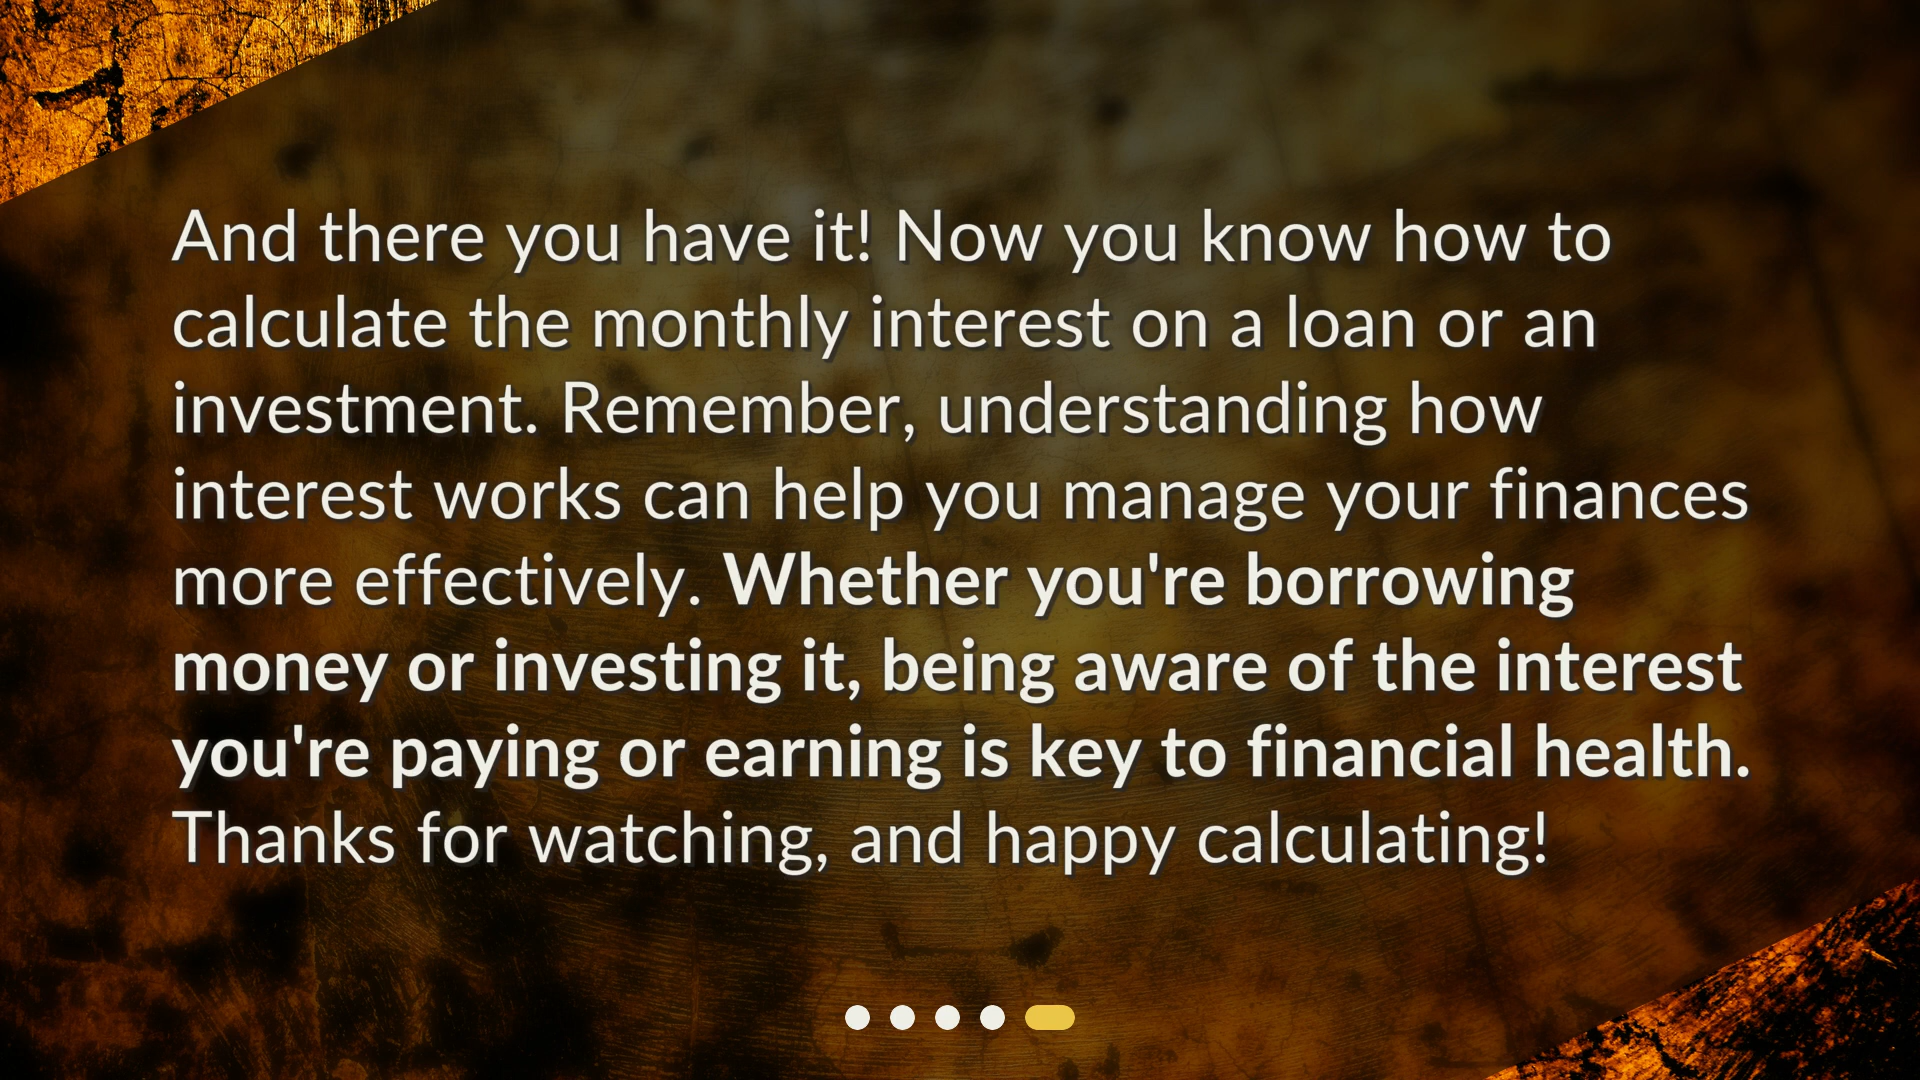 And there you have it! Now you know how to
calculate the monthly interest on a loan or an
investment. Remember, understanding how
interest works can help you manage your finances
more effectively. Whether you're borrowing
money or investing it, being aware of the interest
you're paying or earning is key to financial health.
Thanks for watching, and happy calculating!